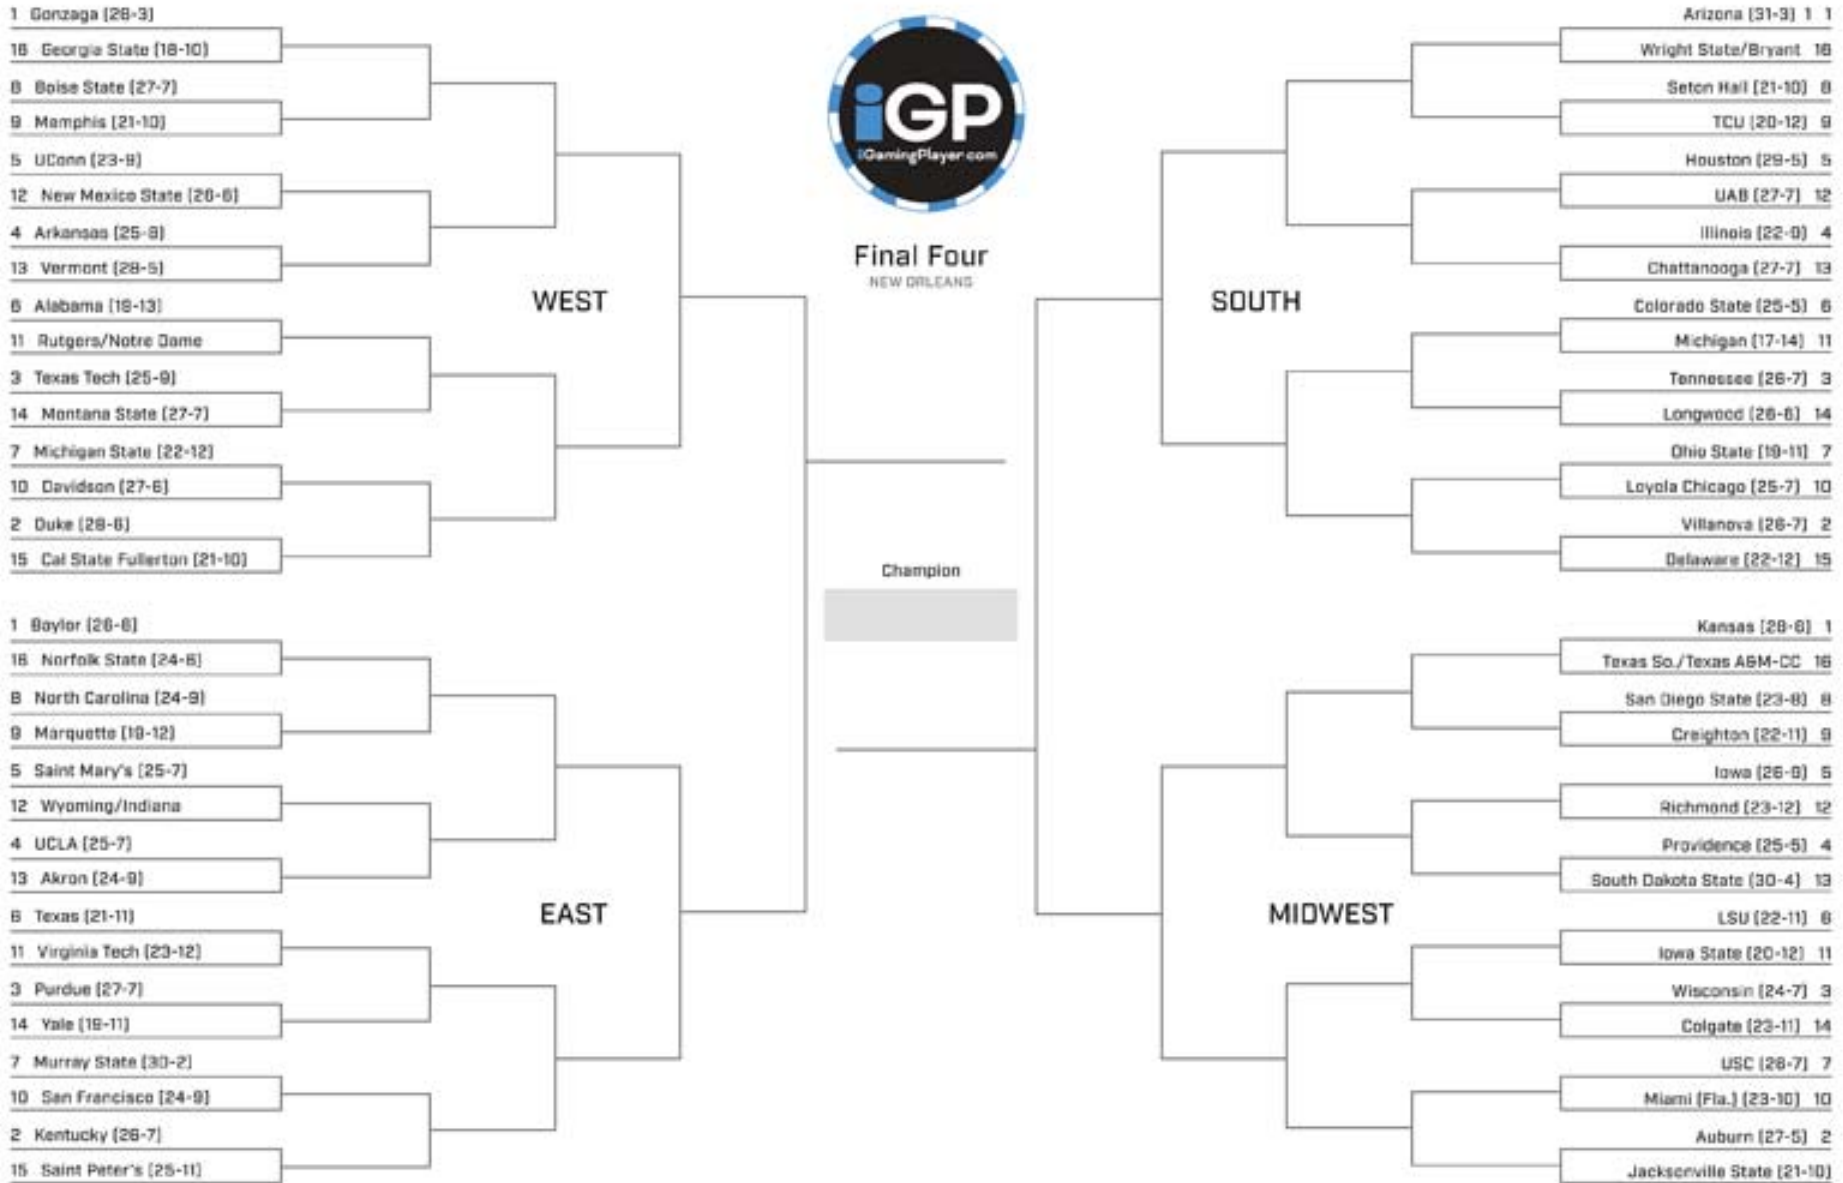 1 Gonzaga (26-3)
16 Georgia State (18-10)
8 Boise State (27-7)
9 Memphis (21-10)
5 UConn (23-9)
12 New Mexico State (26-6)
4 Arkansas (25-8)
13 Vermont (28-5)
6 Alabama (19-13)
11 Rutgers/Notre Dame
3 Texas Tech (25-9)
14 Montana State (27-7)
7 Michigan State (22-12)
10 Davidson (27-6)
2 Duke (28-6)
15 Cal State Fullerton (21-10)
WEST
1 Baylor (26-6)
16 Norfolk State (24-6)
8 North Carolina (24-9)
9 Marquette (19-12)
5 Saint Mary's (25-7)
12 Wyoming/Indiana
4 UCLA (25-7)
13 Akron (24-9)
6 Texas (21-11)
11 Virginia Tech (23-12)
3 Purdue (27-7)
14 Yale (19-11)
7 Murray State (30-2)
10 San Francisco (24-9)
2 Kentucky (26-7)
15 Saint Peter's (25-11)
EAST
iGP
iGamingPlayer.com
Final Four
NEW ORLEANS
Champion
Arizona (31-3) 1 1
Wright State/Bryant 16
Seton Hall (21-10) 8
TCU (20-12) 9
Houston (29-5) 5
UAB (27-7) 12
Illinois (22-9) 4
Chattanooga (27-7) 13
Colorado State (25-5) 6
Michigan (17-14) 11
Tennessee (26-7) 3
Longwood (26-6) 14
Ohio State (19-11) 7
Loyola Chicago (25-7) 10
Villanova (26-7) 2
Delaware (22-12) 15
SOUTH
Kansas (28-6) 1
Texas So./Texas A&M-CC 16
San Diego State (23-8) 8
Creighton (22-11) 9
Iowa (26-9) 5
Richmond (23-12) 12
Providence (25-5) 4
South Dakota State (30-4) 13
LSU (22-11) 6
Iowa State (20-12) 11
Wisconsin (24-7) 3
Colgate (23-11) 14
USC (26-7) 7
Miami (Fla.) (23-10) 10
Auburn (27-5) 2
Jacksonville State (21-10)
MIDWEST